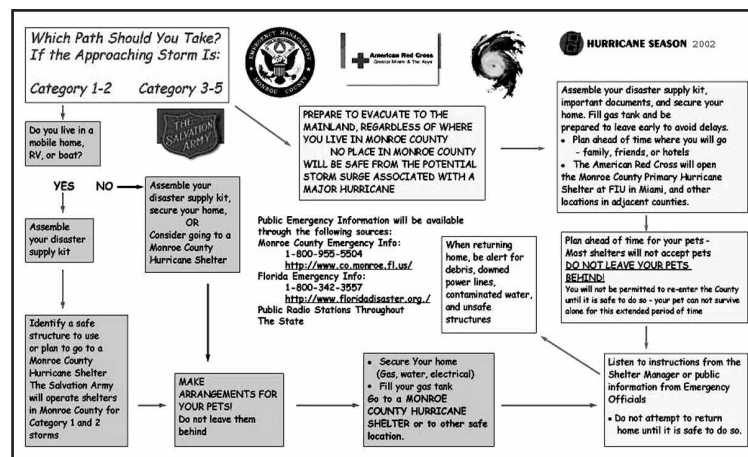 Which Path Should You Take?
If the Approaching Storm Is:
Category 1-2 Category 3-5
EMERGENCY MANAGEMENT
MONROE COUNTY
American Red Cross
Greater Miami & The Keys
HURRICANE SEASON 2002
Do you live in a
mobile home,
RV, or boat?
THE
SALVATION
ARMY
PREPARE TO EVACUATE TO THE
MAINLAND, REGARDLESS OF WHERE
YOU LIVE IN MONROE COUNTY
NO PLACE IN MONROE COUNTY
WILL BE SAFE FROM THE POTENTIAL
STORM SURGE ASSOCIATED WITH A
MAJOR HURRICANE
Assemble your disaster supply kit,
important documents, and secure your
home. Fill gas tank and be
prepared to leave early to avoid delays.
• Plan ahead of time where you will go
- family, friends, or hotels
• The American Red Cross will open
the Monroe County Primary Hurricane
Shelter at FIU in Miami, and other
locations in adjacent counties.
YES NO
Assemble
your disaster
supply kit
Assemble your
disaster supply kit,
secure your home,
OR
Consider going to a
Monroe County
Hurricane Shelter
Public Emergency Information will be available
through the following sources:
Monroe County Emergency Info:
1-800-955-5504
http://www.co.monroe.fl.us/
Florida Emergency Info:
1-800-342-3557
http://www.floridadisaster.org./
Public Radio Stations Throughout
The State
When returning
home, be alert for
debris, downed
power lines,
contaminated water,
and unsafe
structures
Plan ahead of time for your pets -
Most shelters will not accept pets
DO NOT LEAVE YOUR PETS
BEHIND!
You will not be permitted to re-enter the County
until it is safe to do so - your pet can not survive
alone for this extended period of time
Identify a safe
structure to use
or plan to go to a
Monroe County
Hurricane Shelter
The Salvation Army
will operate shelters
in Monroe County for
Category 1 and 2
storms
MAKE
ARRANGEMENTS FOR
YOUR PETS!
Do not leave them
behind
• Secure Your home
(Gas, water, electrical)
• Fill your gas tank
Go to a MONROE
COUNTY HURRICANE
SHELTER or to other safe
location.
Listen to instructions from the
Shelter Manager or public
information from Emergency
Officials
• Do not attempt to return
home until it is safe to do so.